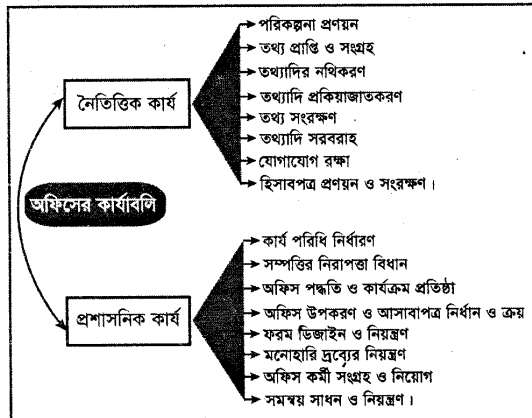 পরিকল্পনা প্রণয়ন
তথ্য প্রাপ্তি ও সংগ্রহ
তথ্যাদির নথিকরণ
নৈতিত্তিক কার্য
তথ্যাদি প্রকিয়াজাতকরণ
তথ্য সংরক্ষণ
তথ্যাদি সরবরাহ
যোগাযোগ রক্ষা
হিসাবপত্র প্রণয়ন ও সংরক্ষণ।
অফিসের কার্যাবলি
কার্য পরিধি নির্ধারণ
সম্পত্তির নিরাপত্তা বিধান
অফিস পদ্ধতি ও কার্যক্রম প্রতিষ্ঠা
প্রশাসনিক কার্য
অফিস উপকরণ ও আসাবাপত্র নির্ধান ও ক্রয়
ফরম ডিজাইন ও নিয়ন্ত্রণ
মনোহারি দ্রব্যের নিয়ন্ত্রণ
অফিস কর্মী সংগ্রহ ও নিয়োগ
সমন্বয় সাধন ও নিয়ন্ত্রণ।